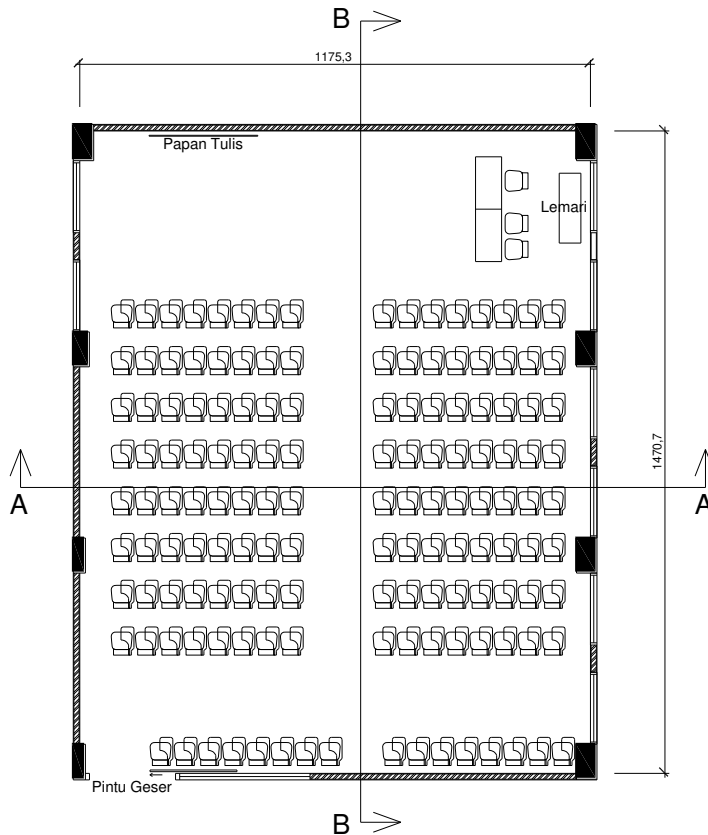 B
1175,3
Papan Tulis
Lemari
1470,7
A
A
Pintu Geser
B